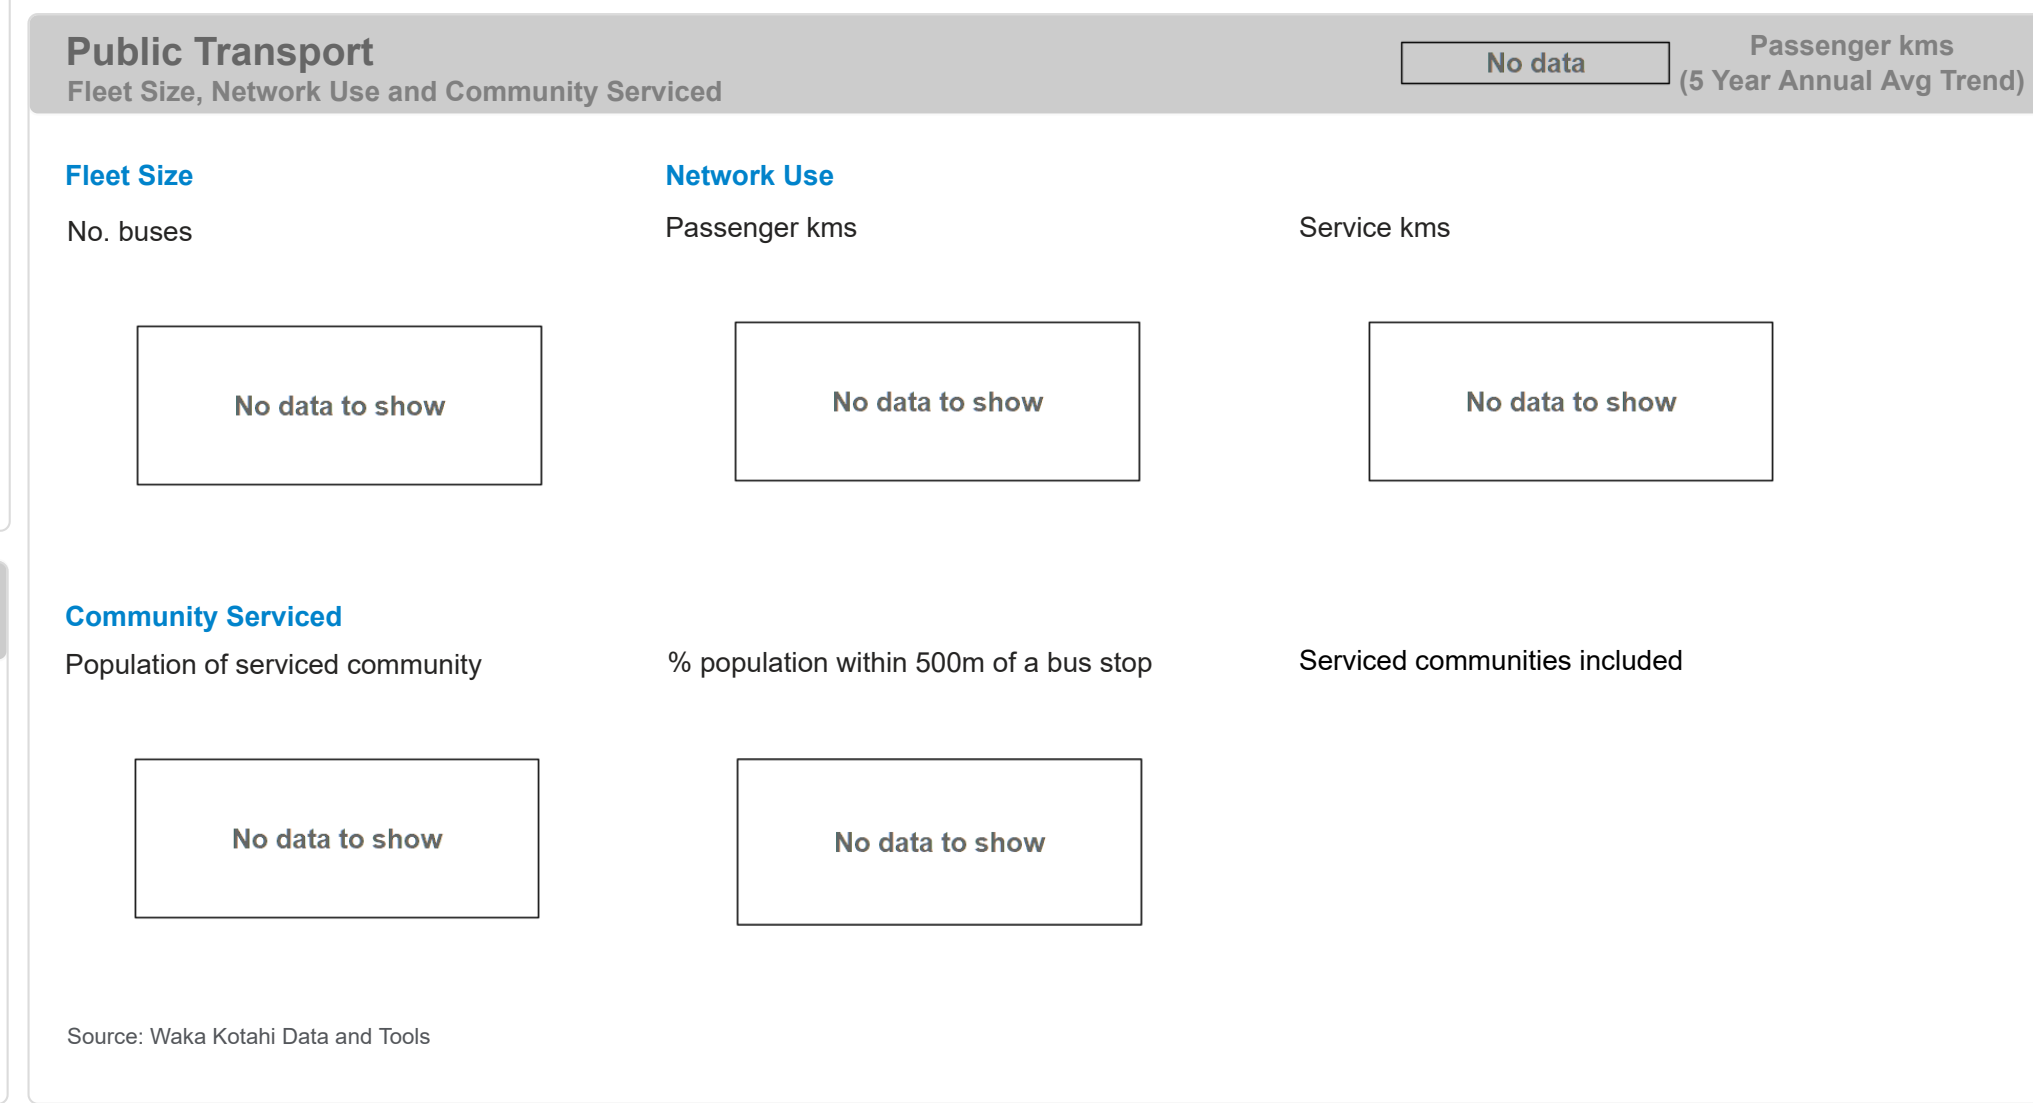 Public Transport
Fleet Size, Network Use and Community Serviced
No data
Passenger kms
(5 Year Annual Avg Trend)
Fleet Size
No. buses
No data to show
Network Use
Passenger kms
No data to show
Service kms
No data to show
Community Serviced
Population of serviced community
No data to show
% population within 500m of a bus stop
No data to show
Serviced communities included
Source: Waka Kotahi Data and Tools